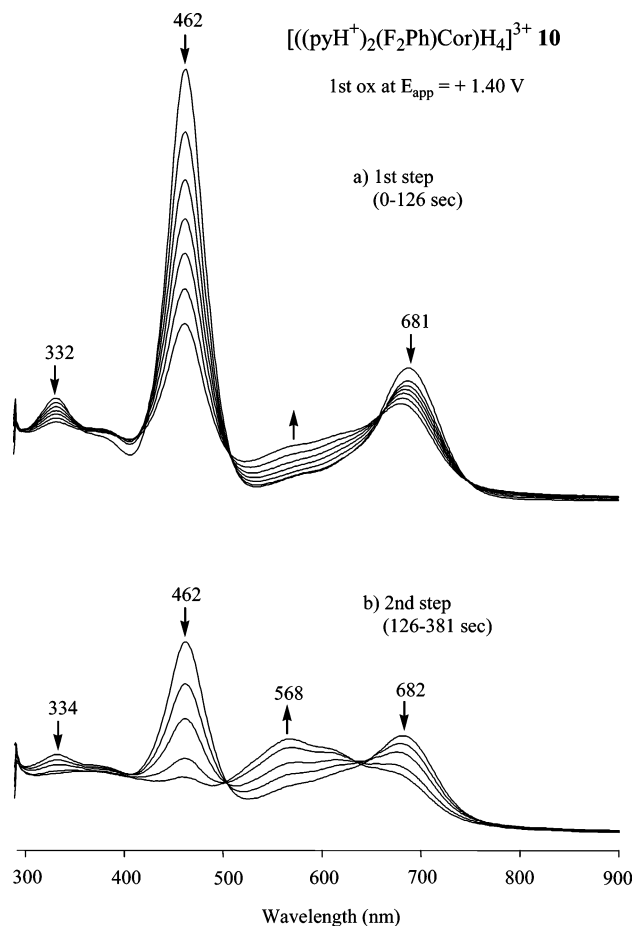 462
[((pyH⁺)₂(F₂Ph)Cor)H₄]³⁺ 10
1st ox at Eapp = + 1.40 V
a) 1st step
(0-126 sec)
332
681
462
b) 2nd step
(126-381 sec)
334
568
682
300 400 500 600 700 800 900
Wavelength (nm)